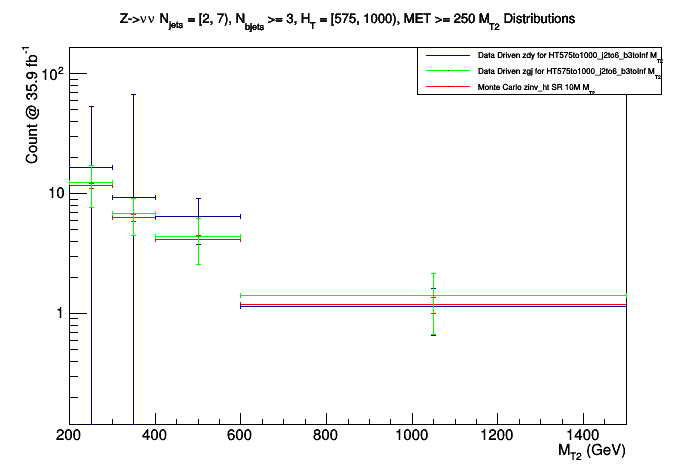 Z->νν N_jets = [2, 7), N_bjets >= 3, H_T = [575, 1000), MET >= 250 M_T2 Distributions
Data Driven zdy for HT575to1000_j2to6_b3toInf M_T2
Data Driven zgj for HT575to1000_j2to6_b3toInf M_T2
Monte Carlo zinv_ht SR 10M M_T2
Count @ 35.9 fb^-1
10^2
10
1
200 400 600 800 1000 1200 1400
M_T2 (GeV)